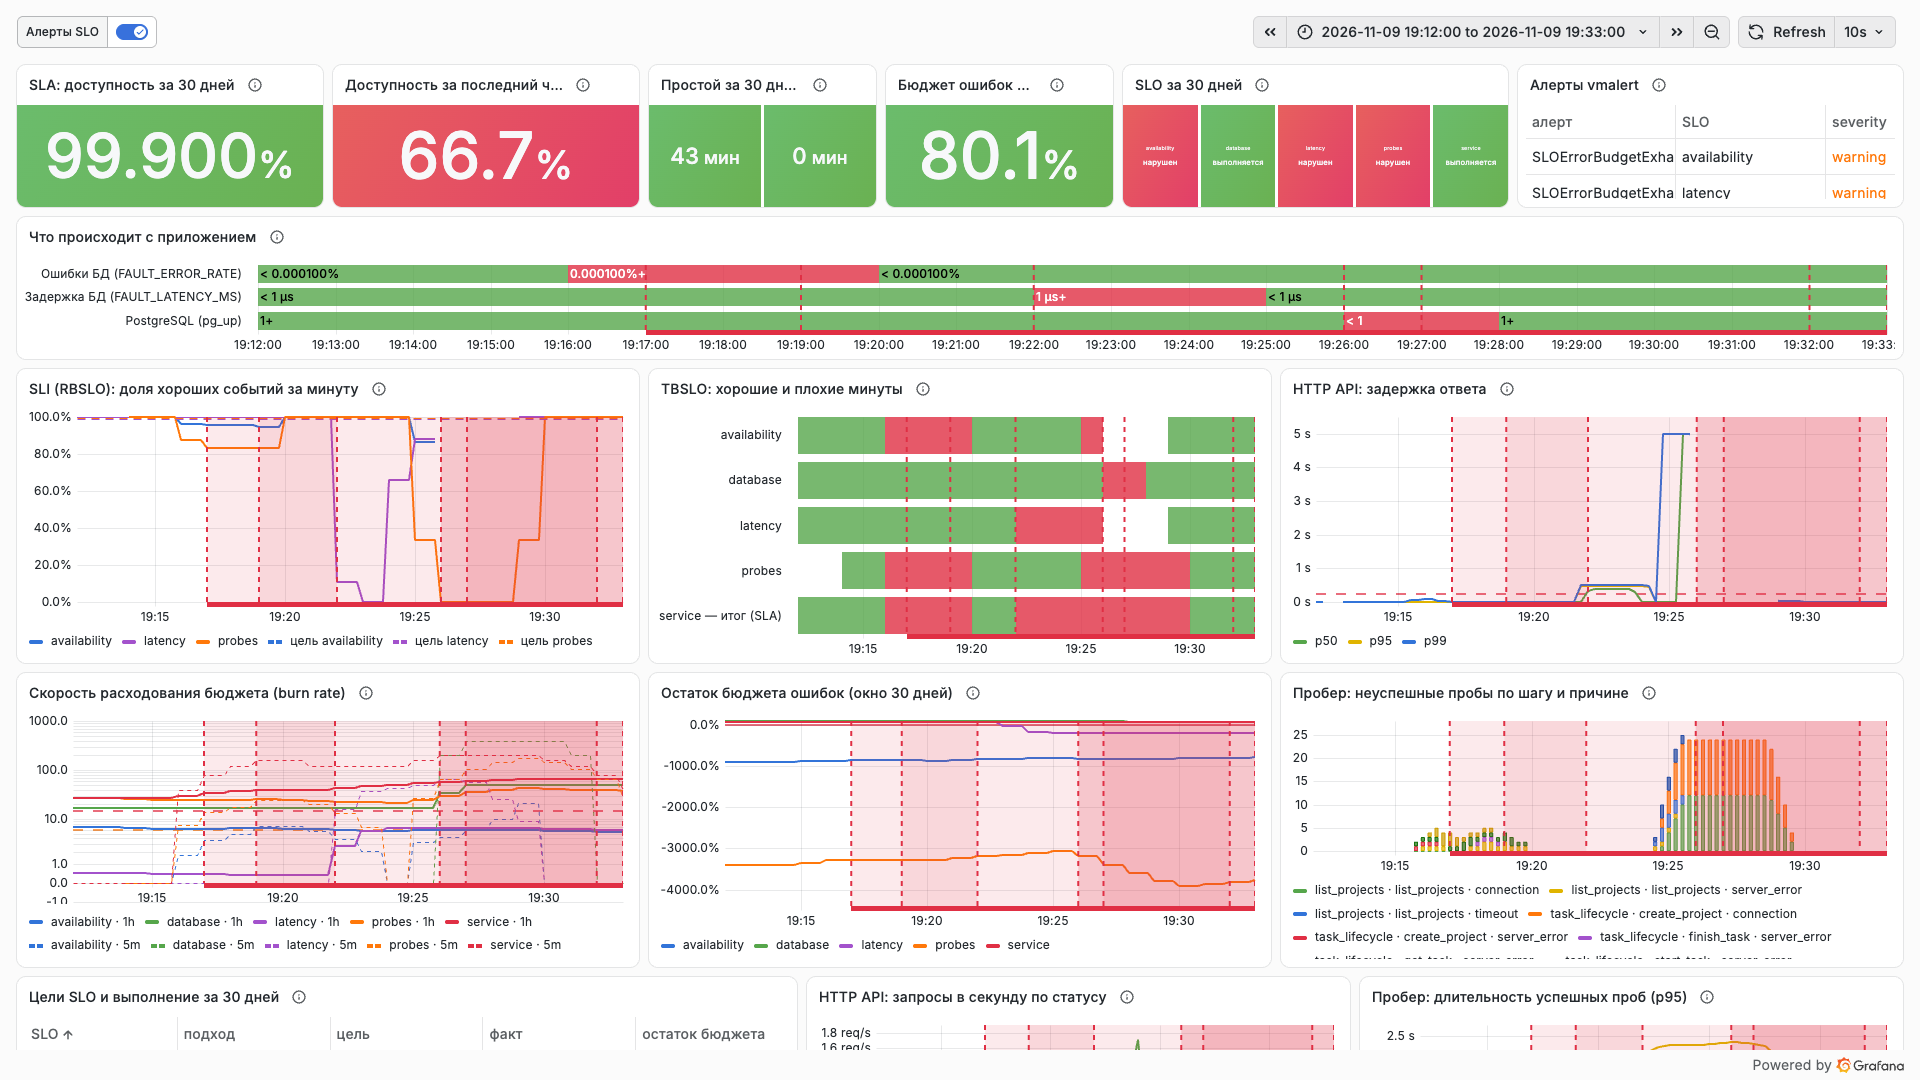 Алерты SLO
2026-11-09 19:12:00 to 2026-11-09 19:33:00
Refresh
10s
SLA: доступность за 30 дней
99.900%
Доступность за последний ч...
66.7%
Простой за 30 дн...
43 мин
0 мин
Бюджет ошибок ...
80.1%
SLO за 30 дней
availability
нарушен
database
выполняется
latency
нарушен
probes
нарушен
service
выполняется
Алерты vmalert
алерт
SLO
severity
SLOErrorBudgetExha
availability
warning
SLOErrorBudgetExha
latency
warning
Что происходит с приложением
Ошибки БД (FAULT_ERROR_RATE)
< 0.000100%
0.000100%+
< 0.000100%
Задержка БД (FAULT_LATENCY_MS)
< 1 µs
1 µs+
< 1 µs
PostgreSQL (pg_up)
1+
< 1
1+
19:12:00 19:13:00 19:14:00 19:15:00 19:16:00 19:17:00 19:18:00 19:19:00 19:20:00 19:21:00 19:22:00 19:23:00 19:24:00 19:25:00 19:26:00 19:27:00 19:28:00 19:29:00 19:30:00 19:31:00 19:32:00 19:33:
SLI (RBSLO): доля хороших событий за минуту
100.0%
80.0%
60.0%
40.0%
20.0%
0.0%
19:15 19:20 19:25 19:30
availability latency probes цель availability цель latency цель probes
TBSLO: хорошие и плохие минуты
availability
database
latency
probes
service — итог (SLA)
19:15 19:20 19:25 19:30
HTTP API: задержка ответа
5 s
4 s
3 s
2 s
1 s
0 s
19:15 19:20 19:25 19:30
p50 p95 p99
Скорость расходования бюджета (burn rate)
1000.0
100.0
10.0
1.0
0.0
-1.0
19:15 19:20 19:25 19:30
availability · 1h database · 1h latency · 1h probes · 1h service · 1h
availability · 5m database · 5m latency · 5m probes · 5m service · 5m
Остаток бюджета ошибок (окно 30 дней)
0.0%
-1000.0%
-2000.0%
-3000.0%
-4000.0%
19:15 19:20 19:25 19:30
availability database latency probes service
Пробер: неуспешные пробы по шагу и причине
25
20
15
10
5
0
19:15 19:20 19:25 19:30
list_projects · list_projects · connection list_projects · list_projects · server_error
list_projects · list_projects · timeout task_lifecycle · create_project · connection
task_lifecycle · create_project · server_error task_lifecycle · finish_task · server_error
Цели SLO и выполнение за 30 дней
SLO подход цель факт остаток бюджета
HTTP API: запросы в секунду по статусу
1.8 req/s
1.6 req/s
Пробер: длительность успешных проб (p95)
2.5 s
Powered by Grafana